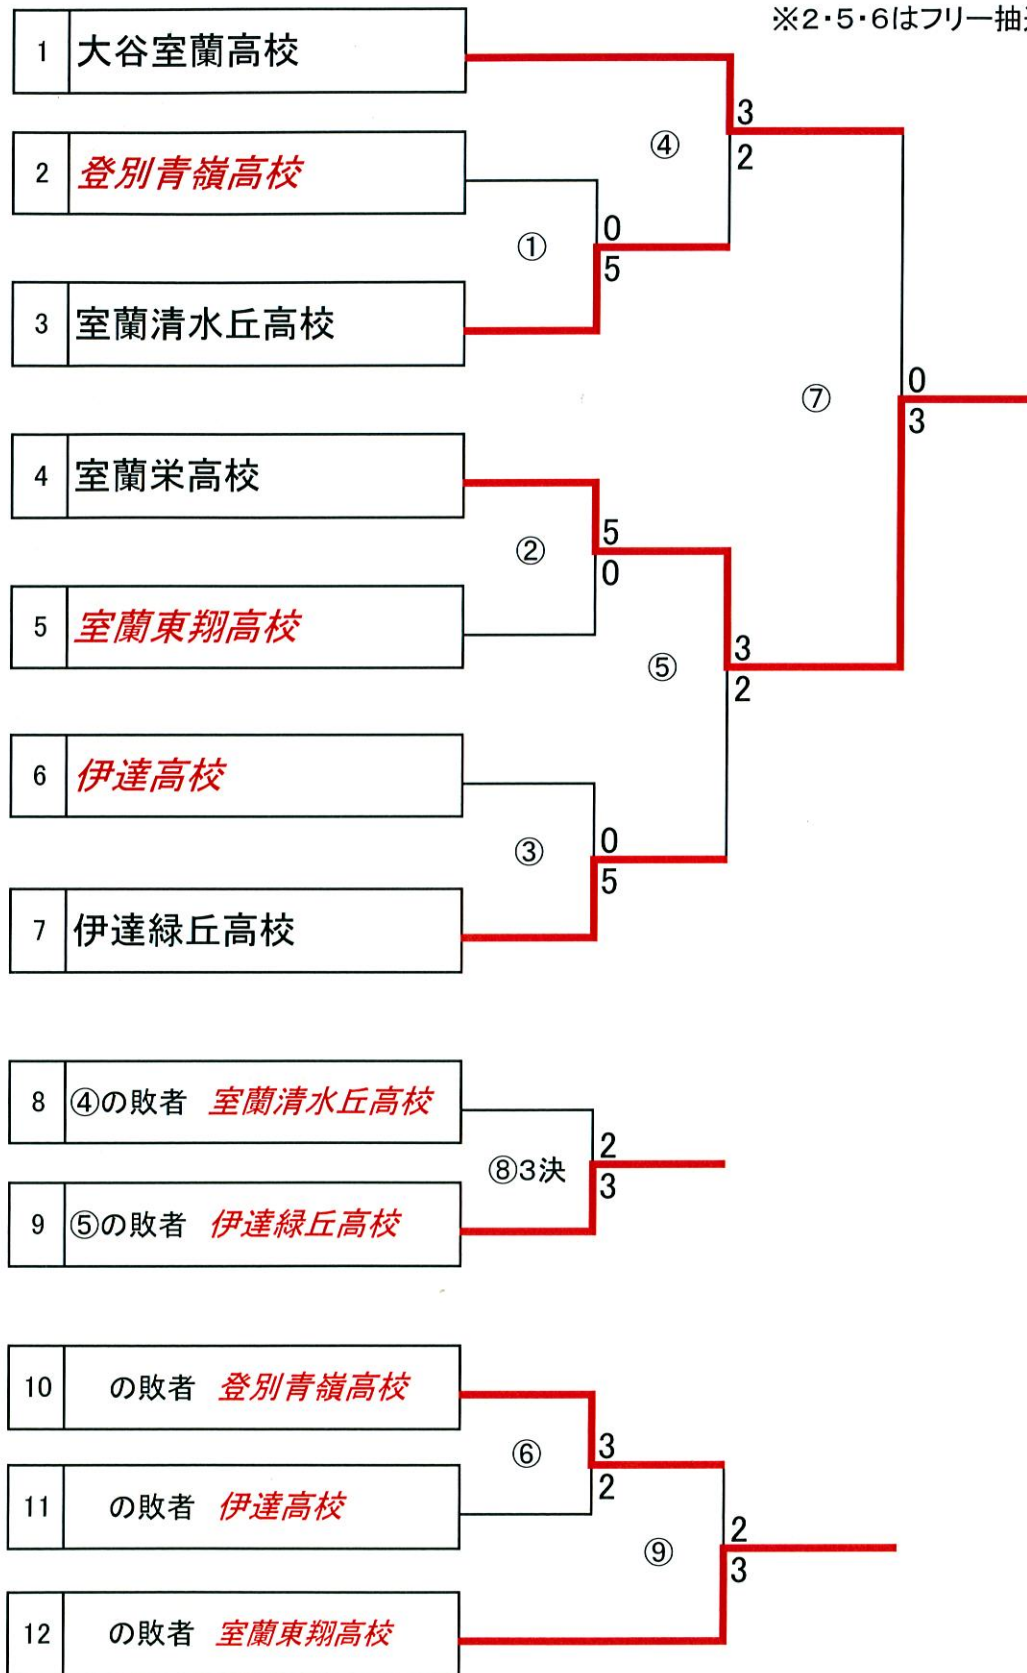 ※2・5・6はフリー抽
1 大谷室蘭高校
3
④
2
2 登別青嶺高校
0
①
5
3 室蘭清水丘高校
0
⑦
3
4 室蘭栄高校
5
②
0
5 室蘭東翔高校
3
⑤
2
6 伊達高校
0
③
5
7 伊達緑丘高校
8 ④の敗者 室蘭清水丘高校
2
⑧3決
3
9 ⑤の敗者 伊達緑丘高校
10 の敗者 登別青嶺高校
3
⑥
2
11 の敗者 伊達高校
2
⑨
3
12 の敗者 室蘭東翔高校